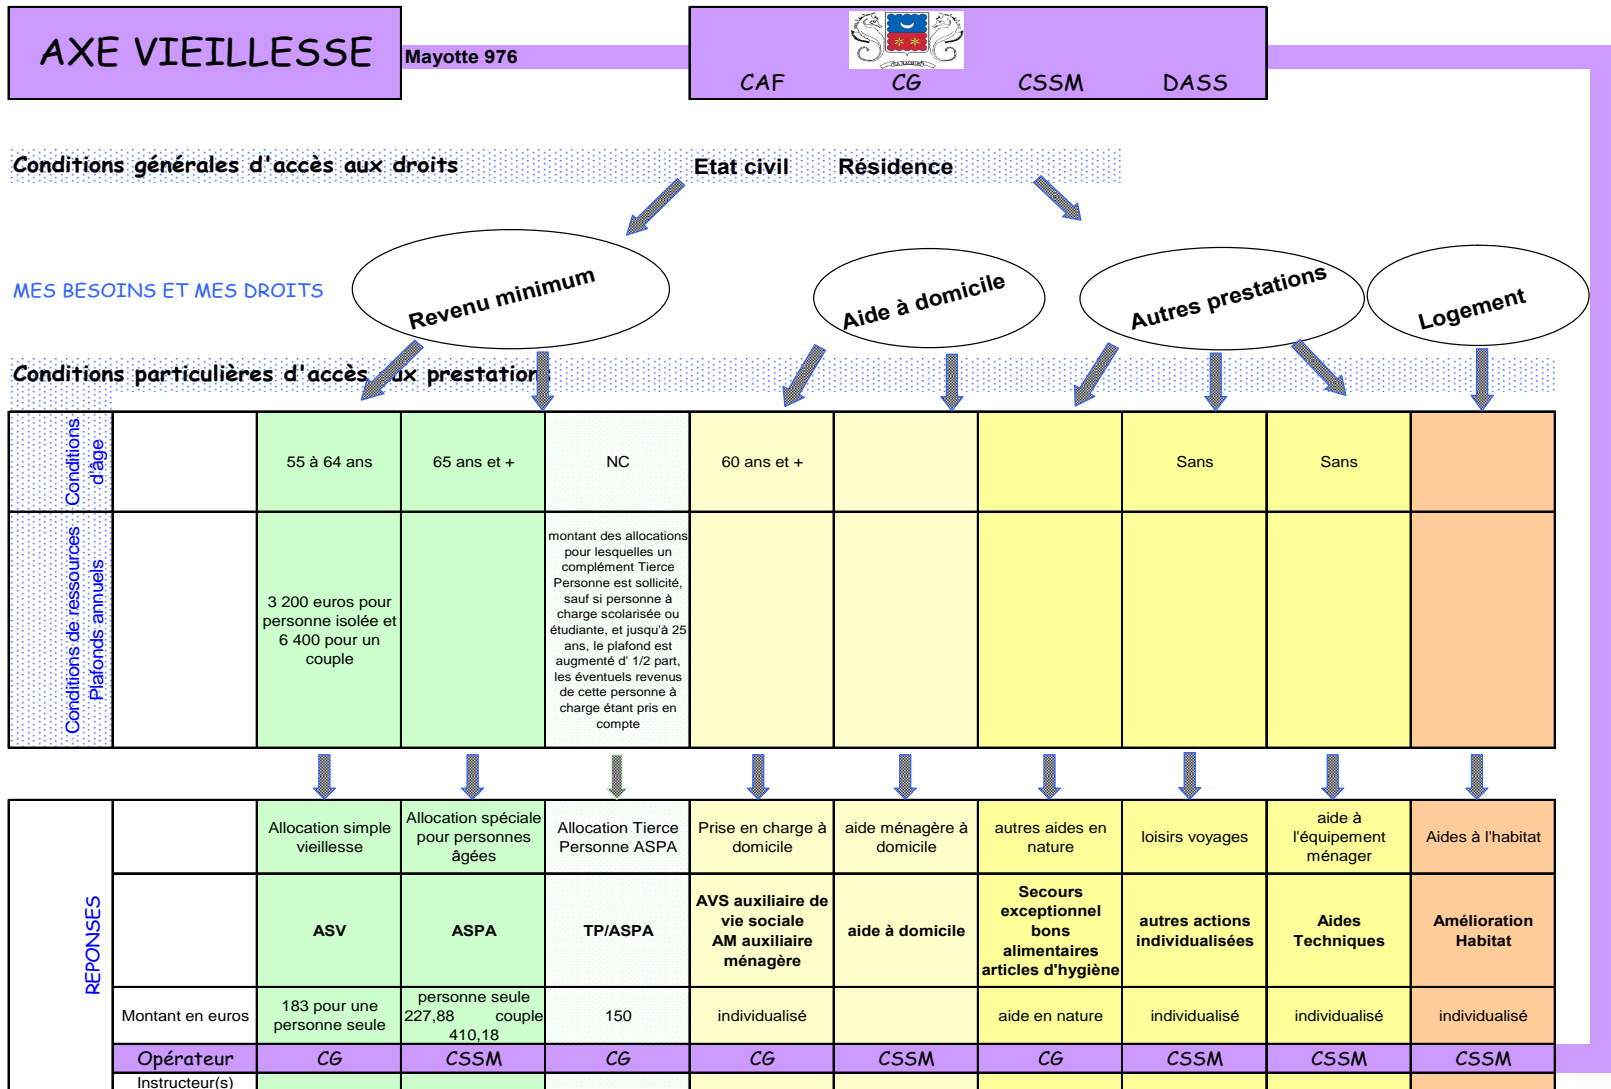 AXE VIEILLESSE
Mayotte 976
CAF CG CSSM DASS
Conditions générales d'accès aux droits
Etat civil Résidence
MES BESOINS ET MES DROITS
Revenu minimum
Aide à domicile
Autres prestations
Logement
Conditions particulières d'accès aux prestations
Conditions
d'âge
55 à 64 ans
65 ans et +
NC
60 ans et +
Sans
Sans
Conditions de ressources
Plafonds annuels
3 200 euros pour
personne isolée et
6 400 pour un
couple
montant des allocations
pour lesquelles un
complément Tierce
Personne est sollicité,
sauf si personne à
charge scolarisée ou
étudiante, et jusqu'à 25
ans, le plafond est
augmenté d' 1/2 part,
les éventuels revenus
de cette personne à
charge étant pris en
compte
REPONSES
Allocation simple
vieillesse
Allocation spéciale
pour personnes
âgées
Allocation Tierce
Personne ASPA
Prise en charge à
domicile
aide ménagère à
domicile
autres aides en
nature
loisirs voyages
aide à
l'équipement
ménager
Aides à l'habitat
ASV
ASPA
TP/ASPA
AVS auxiliaire de
vie sociale
AM auxiliaire
ménagère
aide à domicile
Secours
exceptionnel
bons
alimentaires
articles d'hygiène
autres actions
individualisées
Aides
Techniques
Amélioration
Habitat
Montant en euros
183 pour une
personne seule
personne seule
227,88 couple
410,18
150
individualisé
aide en nature
individualisé
individualisé
individualisé
Opérateur CG CSSM CG CG CSSM CG CSSM CSSM CSSM
Instructeur(s)